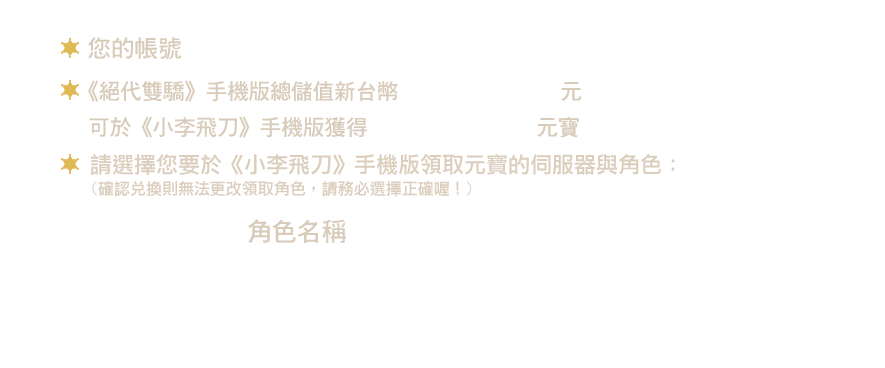 您的帳號
《絕代雙驕》手機版總儲值新台幣 元
可於《小李飛刀》手機版獲得 元寶
請選擇您要於《小李飛刀》手機版領取元寶的伺服器與角色：
（確認兌換則無法更改領取角色，請務必選擇正確喔！）
角色名稱